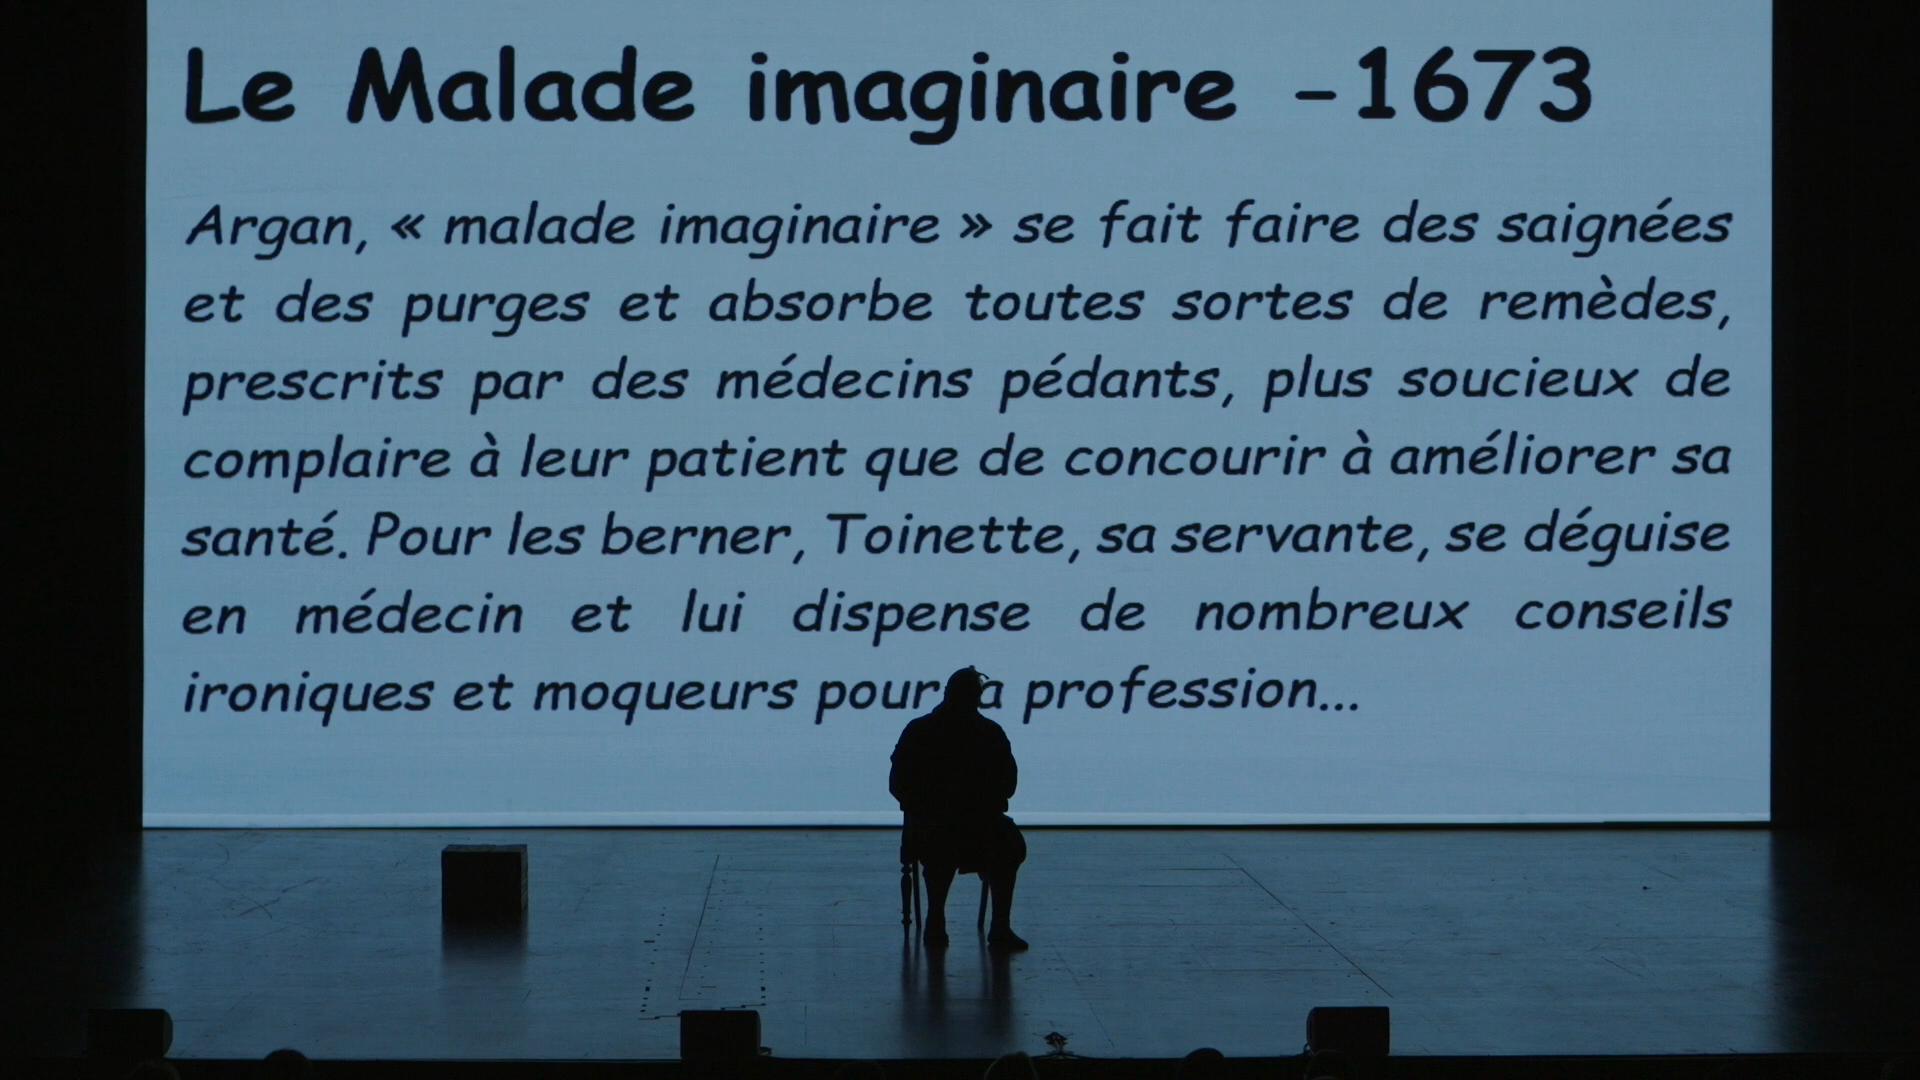 Le Malade imaginaire -1673
Argan, « malade imaginaire » se fait faire des saignées
et des purges et absorbe toutes sortes de remèdes,
prescrits par des médecins pédants, plus soucieux de
complaire à leur patient que de concourir à améliorer sa
santé. Pour les berner, Toinette, sa servante, se déguise
en médecin et lui dispense de nombreux conseils
ironiques et moqueurs pour profession...